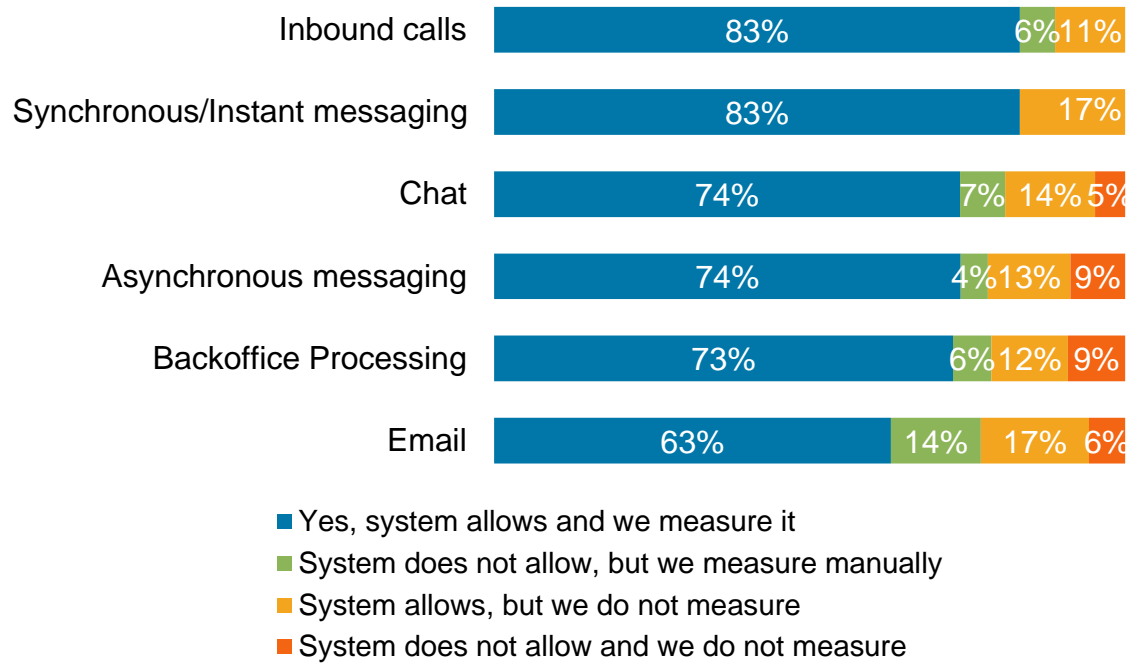 Inbound calls 83% 6% 11%
Synchronous/Instant messaging 83% 17%
Chat 74% 7% 14% 5%
Asynchronous messaging 74% 4% 13% 9%
Backoffice Processing 73% 6% 12% 9%
Email 63% 14% 17% 6%
Yes, system allows and we measure it
System does not allow, but we measure manually
System allows, but we do not measure
System does not allow and we do not measure